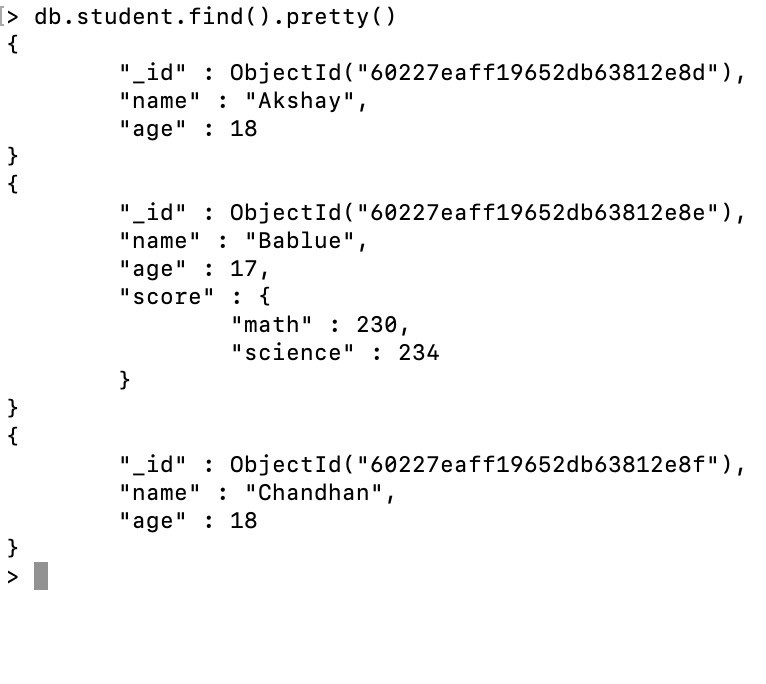 > db.student.find().pretty()
{
"_id" : ObjectId("60227eaff19652db63812e8d"),
"name" : "Akshay",
"age" : 18
}
{
"_id" : ObjectId("60227eaff19652db63812e8e"),
"name" : "Bablue",
"age" : 17,
"score" : {
"math" : 230,
"science" : 234
}
}
{
"_id" : ObjectId("60227eaff19652db63812e8f"),
"name" : "Chandhan",
"age" : 18
}
>